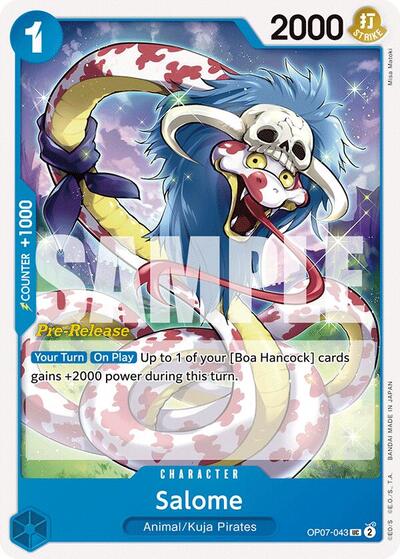 1
2000
打
STRIKE
Misa Matoki
COUNTER +1000
SAMPLE
Pre-Release
Your Turn On Play Up to 1 of your [Boa Hancock] cards
gains +2000 power during this turn.
CHARACTER
Salome
Animal/Kuja Pirates
OP07-043 UC 2
©E.O./S., T.A. BANDAI MADE IN JAPAN